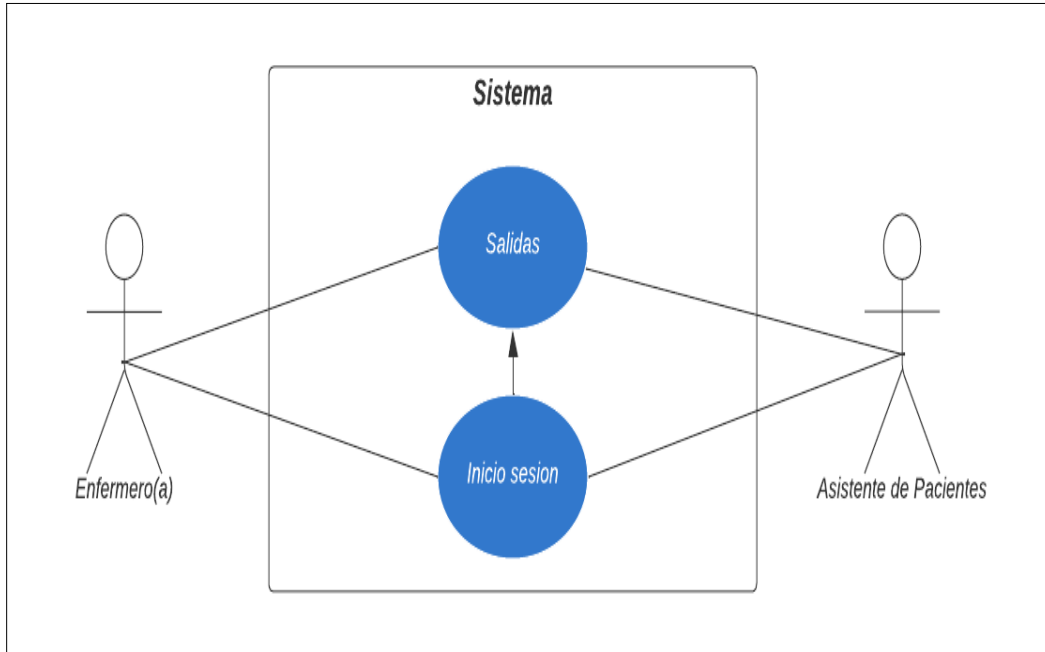 Sistema
Salidas
Inicio sesion
Enfermero(a)
Asistente de Pacientes